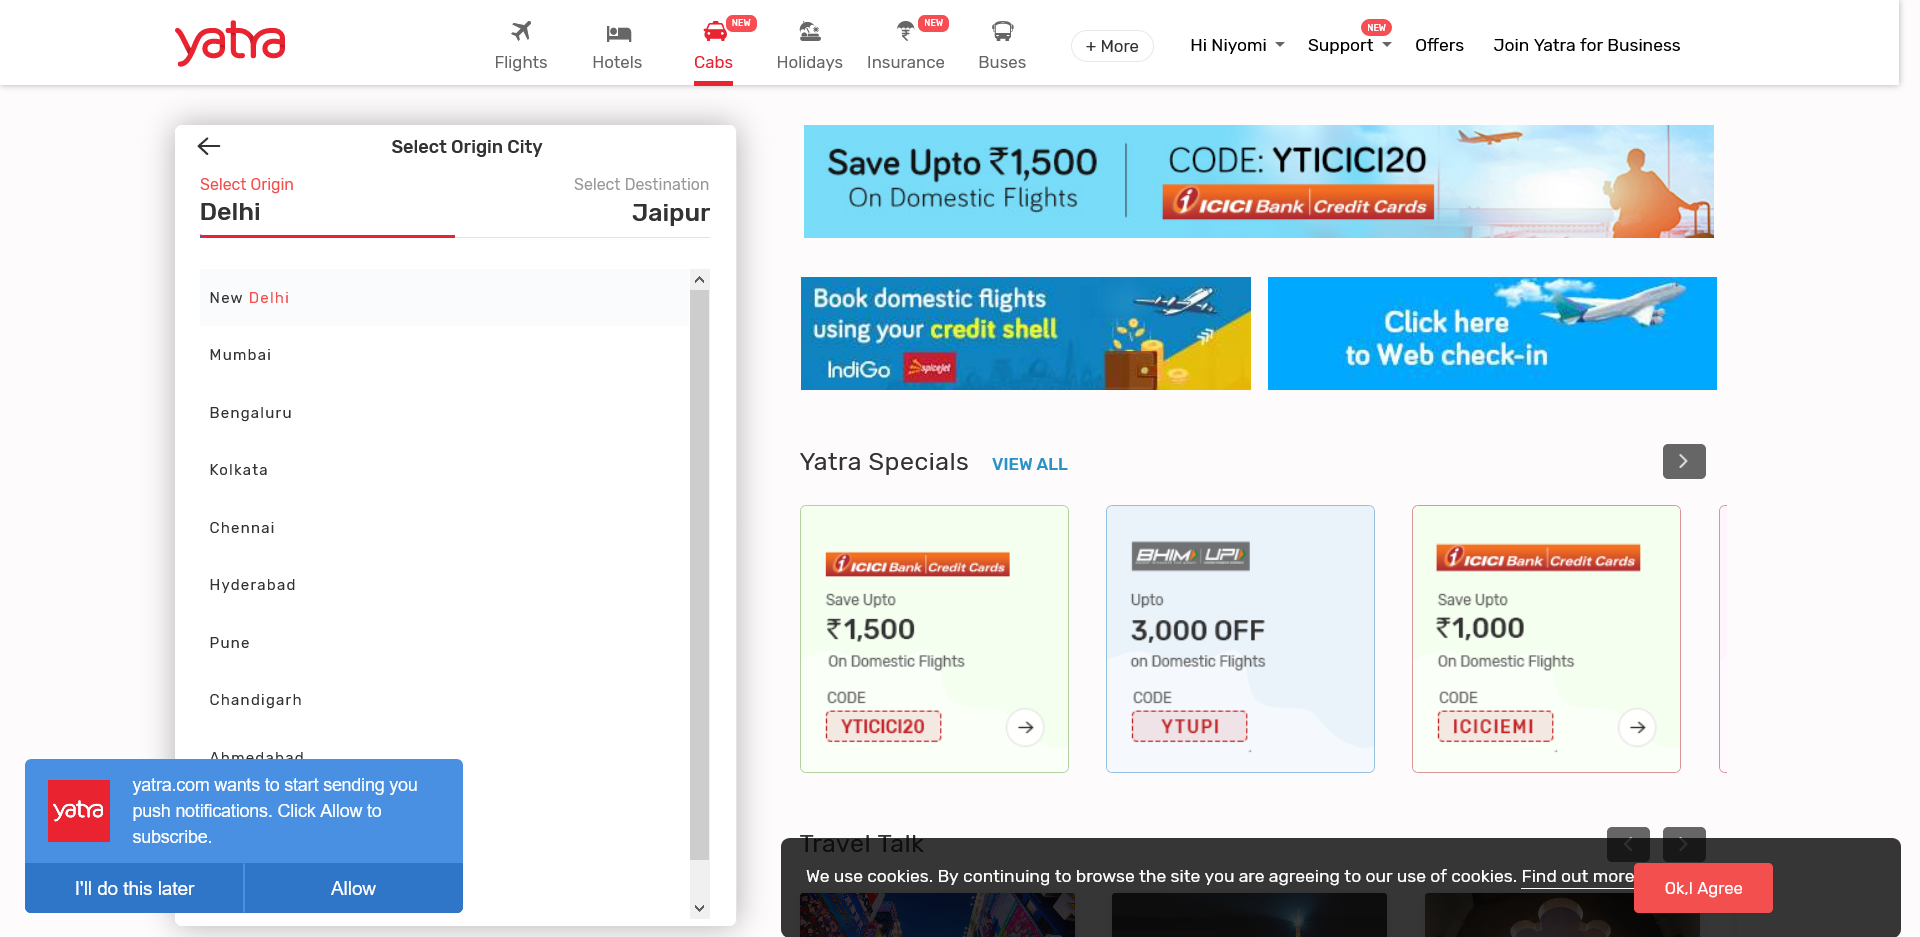 yatra
Flights
Hotels
NEW
Cabs
Holidays
NEW
Insurance
Buses
+ More
Hi Niyomi
NEW
Support
Offers
Join Yatra for Business
Select Origin City
Select Origin
Select Destination
Delhi
Jaipur
New Delhi
Mumbai
Bengaluru
Kolkata
Chennai
Hyderabad
Pune
Chandigarh
Ahmedabad
yatra
yatra.com wants to start sending you
push notifications. Click Allow to
subscribe.
I'll do this later
Allow
Save Upto ₹1,500
On Domestic Flights
CODE: YTICICI20
ICICI Bank | Credit Cards
Book domestic flights
using your credit shell
IndiGo
spicejet
Click here
to Web check-in
Yatra Specials
VIEW ALL
ICICI Bank | Credit Cards
Save Upto
₹1,500
On Domestic Flights
CODE
YTICICI20
BHIM UPI
Upto
3,000 OFF
on Domestic Flights
CODE
YTUPI
ICICI Bank | Credit Cards
Save Upto
₹1,000
On Domestic Flights
CODE
ICICIEMI
Travel Talk
We use cookies. By continuing to browse the site you are agreeing to our use of cookies. Find out more
Ok,I Agree